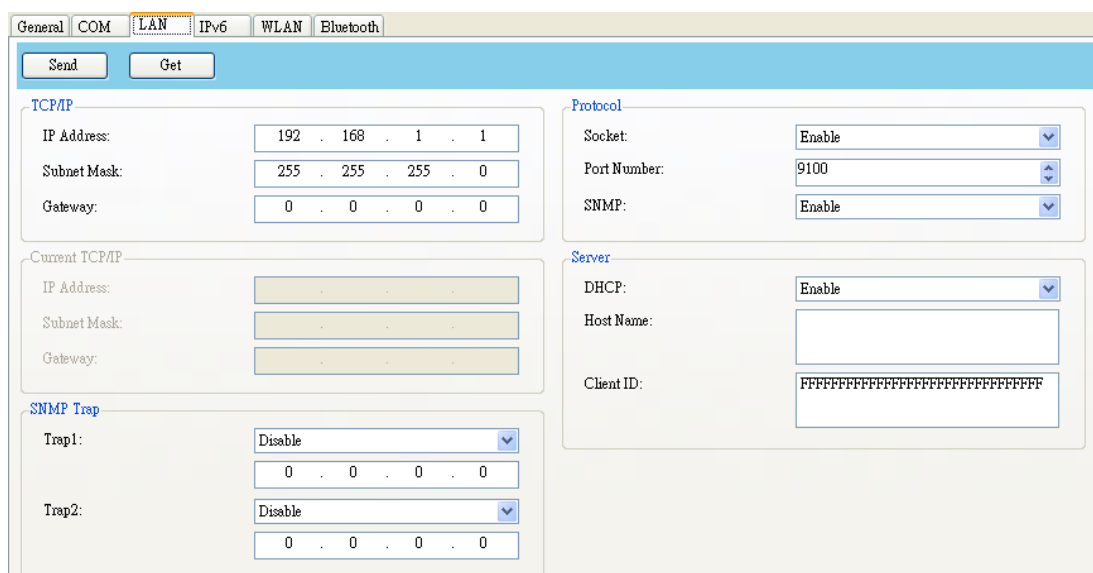 General COM LAN IPv6 WLAN Bluetooth
Send Get
TCP/IP
IP Address: 192 . 168 . 1 . 1
Subnet Mask: 255 . 255 . 255 . 0
Gateway: 0 . 0 . 0 . 0
Current TCP/IP
IP Address: . . .
Subnet Mask: . . .
Gateway: . . .
SNMP Trap
Trap1: Disable
0 . 0 . 0 . 0
Trap2: Disable
0 . 0 . 0 . 0
Protocol
Socket: Enable
Port Number: 9100
SNMP: Enable
Server
DHCP: Enable
Host Name:
Client ID: FFFFFFFFFFFFFFFFFFFFFFFFFFFFFFFF